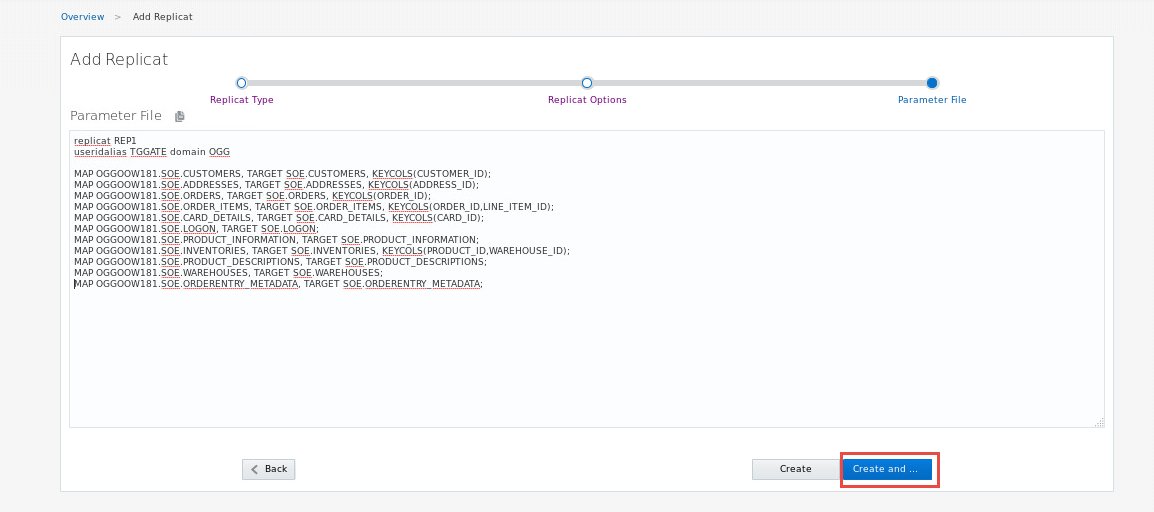 Overview > Add Replicat
Add Replicat
Replicat Type Replicat Options Parameter File
Parameter File
replicat REP1
useridalias TGGATE domain OGG
MAP OGGOOW181.SOE.CUSTOMERS, TARGET SOE.CUSTOMERS, KEYCOLS(CUSTOMER_ID);
MAP OGGOOW181.SOE.ADDRESSES, TARGET SOE.ADDRESSES, KEYCOLS(ADDRESS_ID);
MAP OGGOOW181.SOE.ORDERS, TARGET SOE.ORDERS, KEYCOLS(ORDER_ID);
MAP OGGOOW181.SOE.ORDER_ITEMS, TARGET SOE.ORDER_ITEMS, KEYCOLS(ORDER_ID,LINE_ITEM_ID);
MAP OGGOOW181.SOE.CARD_DETAILS, TARGET SOE.CARD_DETAILS, KEYCOLS(CARD_ID);
MAP OGGOOW181.SOE.LOGON, TARGET SOE.LOGON;
MAP OGGOOW181.SOE.PRODUCT_INFORMATION, TARGET SOE.PRODUCT_INFORMATION;
MAP OGGOOW181.SOE.INVENTORIES, TARGET SOE.INVENTORIES, KEYCOLS(PRODUCT_ID,WAREHOUSE_ID);
MAP OGGOOW181.SOE.PRODUCT_DESCRIPTIONS, TARGET SOE.PRODUCT_DESCRIPTIONS;
MAP OGGOOW181.SOE.WAREHOUSES, TARGET SOE.WAREHOUSES;
MAP OGGOOW181.SOE.ORDERENTRY_METADATA, TARGET SOE.ORDERENTRY_METADATA;
Back Create Create and ...